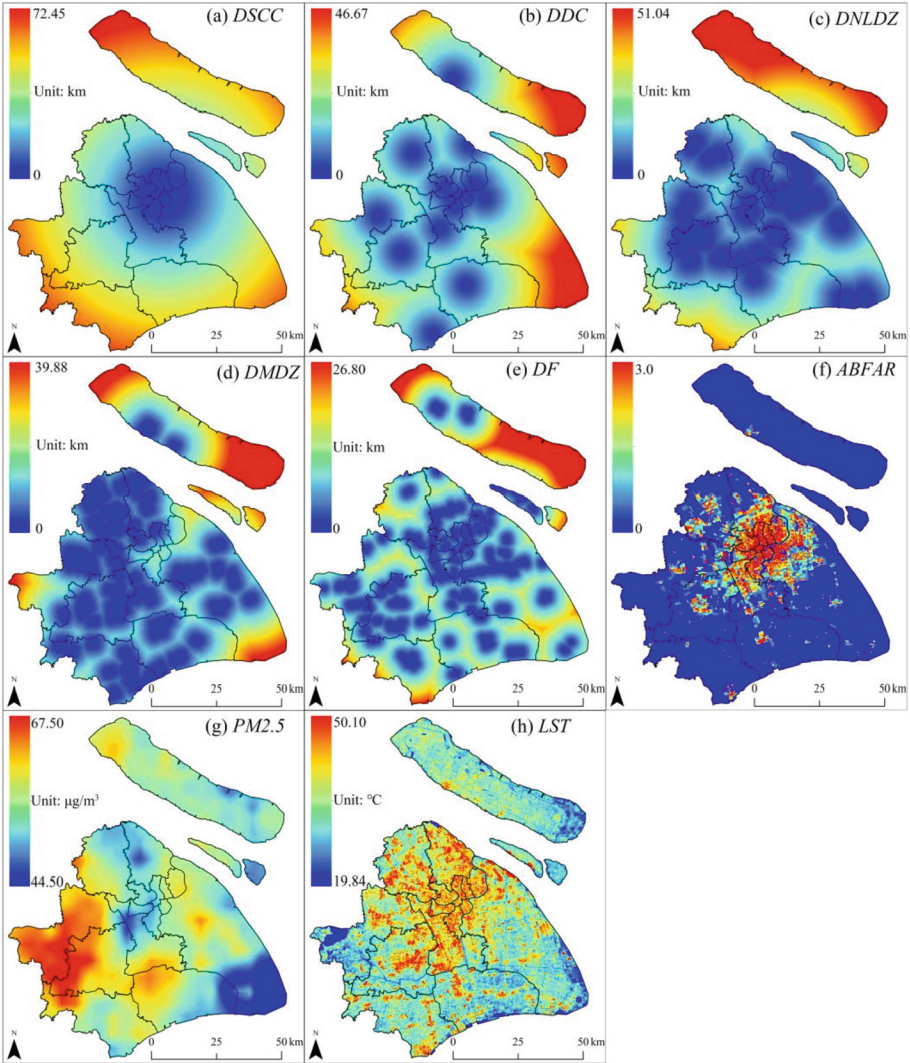 72.45
(a) DSCC
Unit: km
0
N
0
25
50 km
46.67
(b) DDC
Unit: km
0
N
0
25
50 km
51.04
(c) DNLDZ
Unit: km
0
N
0
25
50 km
39.88
(d) DMDZ
Unit: km
0
N
0
25
50 km
26.80
(e) DF
Unit: km
0
N
0
25
50 km
3.0
(f) ABFAR
0
N
0
25
50 km
67.50
(g) PM2.5
Unit: μg/m³
44.50
N
0
25
50 km
50.10
(h) LST
Unit: °C
19.84
N
0
25
50 km